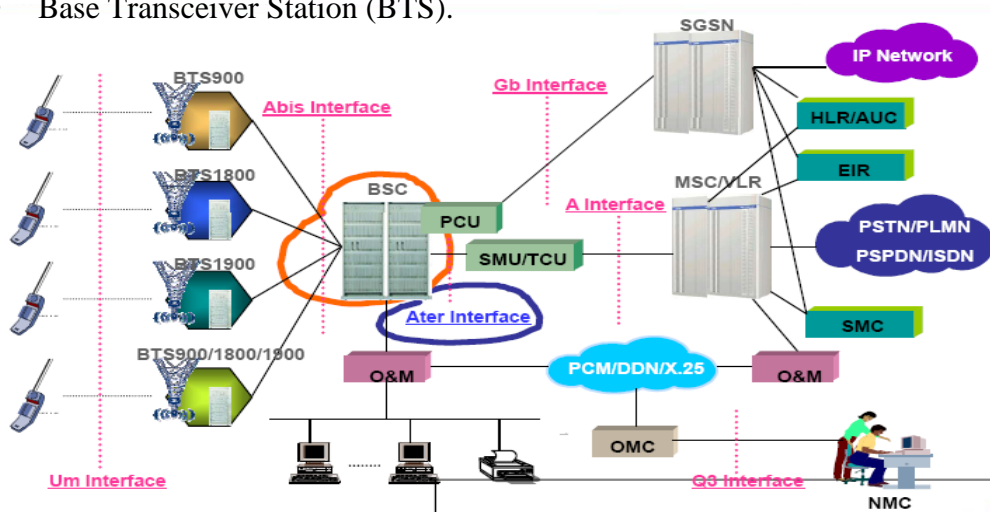 Base Transceiver Station (BTS).
SGSN
IP Network
BTS900
Gb Interface
Abis Interface
HLR/AUC
EIR
BTS1800
BSC
MSC/VLR
A Interface
PCU
PSTN/PLMN
PSPDN/ISDN
SMU/TCU
BTS1900
Ater Interface
SMC
BTS900/1800/1900
O&M
PCM/DDN/X.25
O&M
OMC
Um Interface
Q3 Interface
NMC